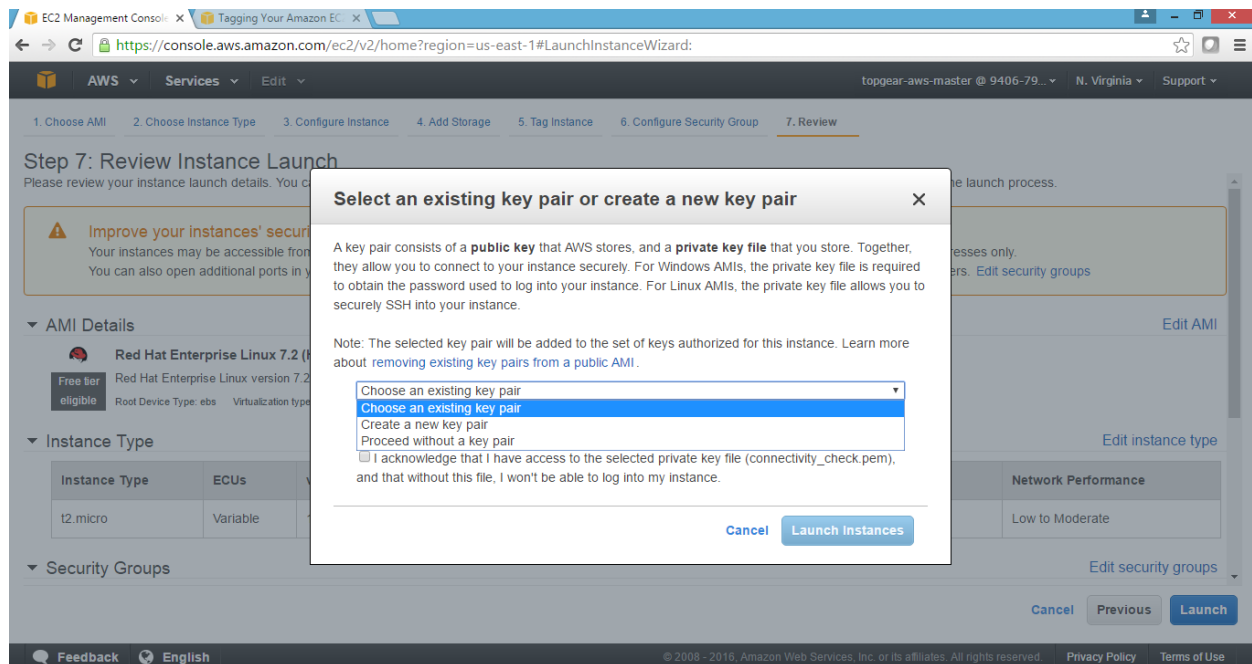 EC2 Management Console
Tagging Your Amazon EC
https://console.aws.amazon.com/ec2/v2/home?region=us-east-1#LaunchInstanceWizard:
AWS Services Edit topgear-aws-master @ 9406-79... N. Virginia Support
1. Choose AMI 2. Choose Instance Type 3. Configure Instance 4. Add Storage 5. Tag Instance 6. Configure Security Group 7. Review
Step 7: Review Instance Launch
Please review your instance launch details. You c
he launch process.
Improve your instances' securi
Your instances may be accessible from
resses only.
You can also open additional ports in y
ers. Edit security groups
AMI Details Edit AMI
Red Hat Enterprise Linux 7.2 (H
Free tier
eligible
Red Hat Enterprise Linux version 7.2
Root Device Type: ebs Virtualization type
Instance Type Edit instance type
Instance Type ECUs Network Performance
t2.micro Variable Low to Moderate
Security Groups Edit security groups
Select an existing key pair or create a new key pair
A key pair consists of a public key that AWS stores, and a private key file that you store. Together,
they allow you to connect to your instance securely. For Windows AMIs, the private key file is required
to obtain the password used to log into your instance. For Linux AMIs, the private key file allows you to
securely SSH into your instance.
Note: The selected key pair will be added to the set of keys authorized for this instance. Learn more
about removing existing key pairs from a public AMI.
Choose an existing key pair
Choose an existing key pair
Create a new key pair
Proceed without a key pair
I acknowledge that I have access to the selected private key file (connectivity_check.pem),
and that without this file, I won't be able to log into my instance.
Cancel Launch Instances
Cancel Previous Launch
Feedback English © 2008 - 2016, Amazon Web Services, Inc. or its affiliates. All rights reserved. Privacy Policy Terms of Use